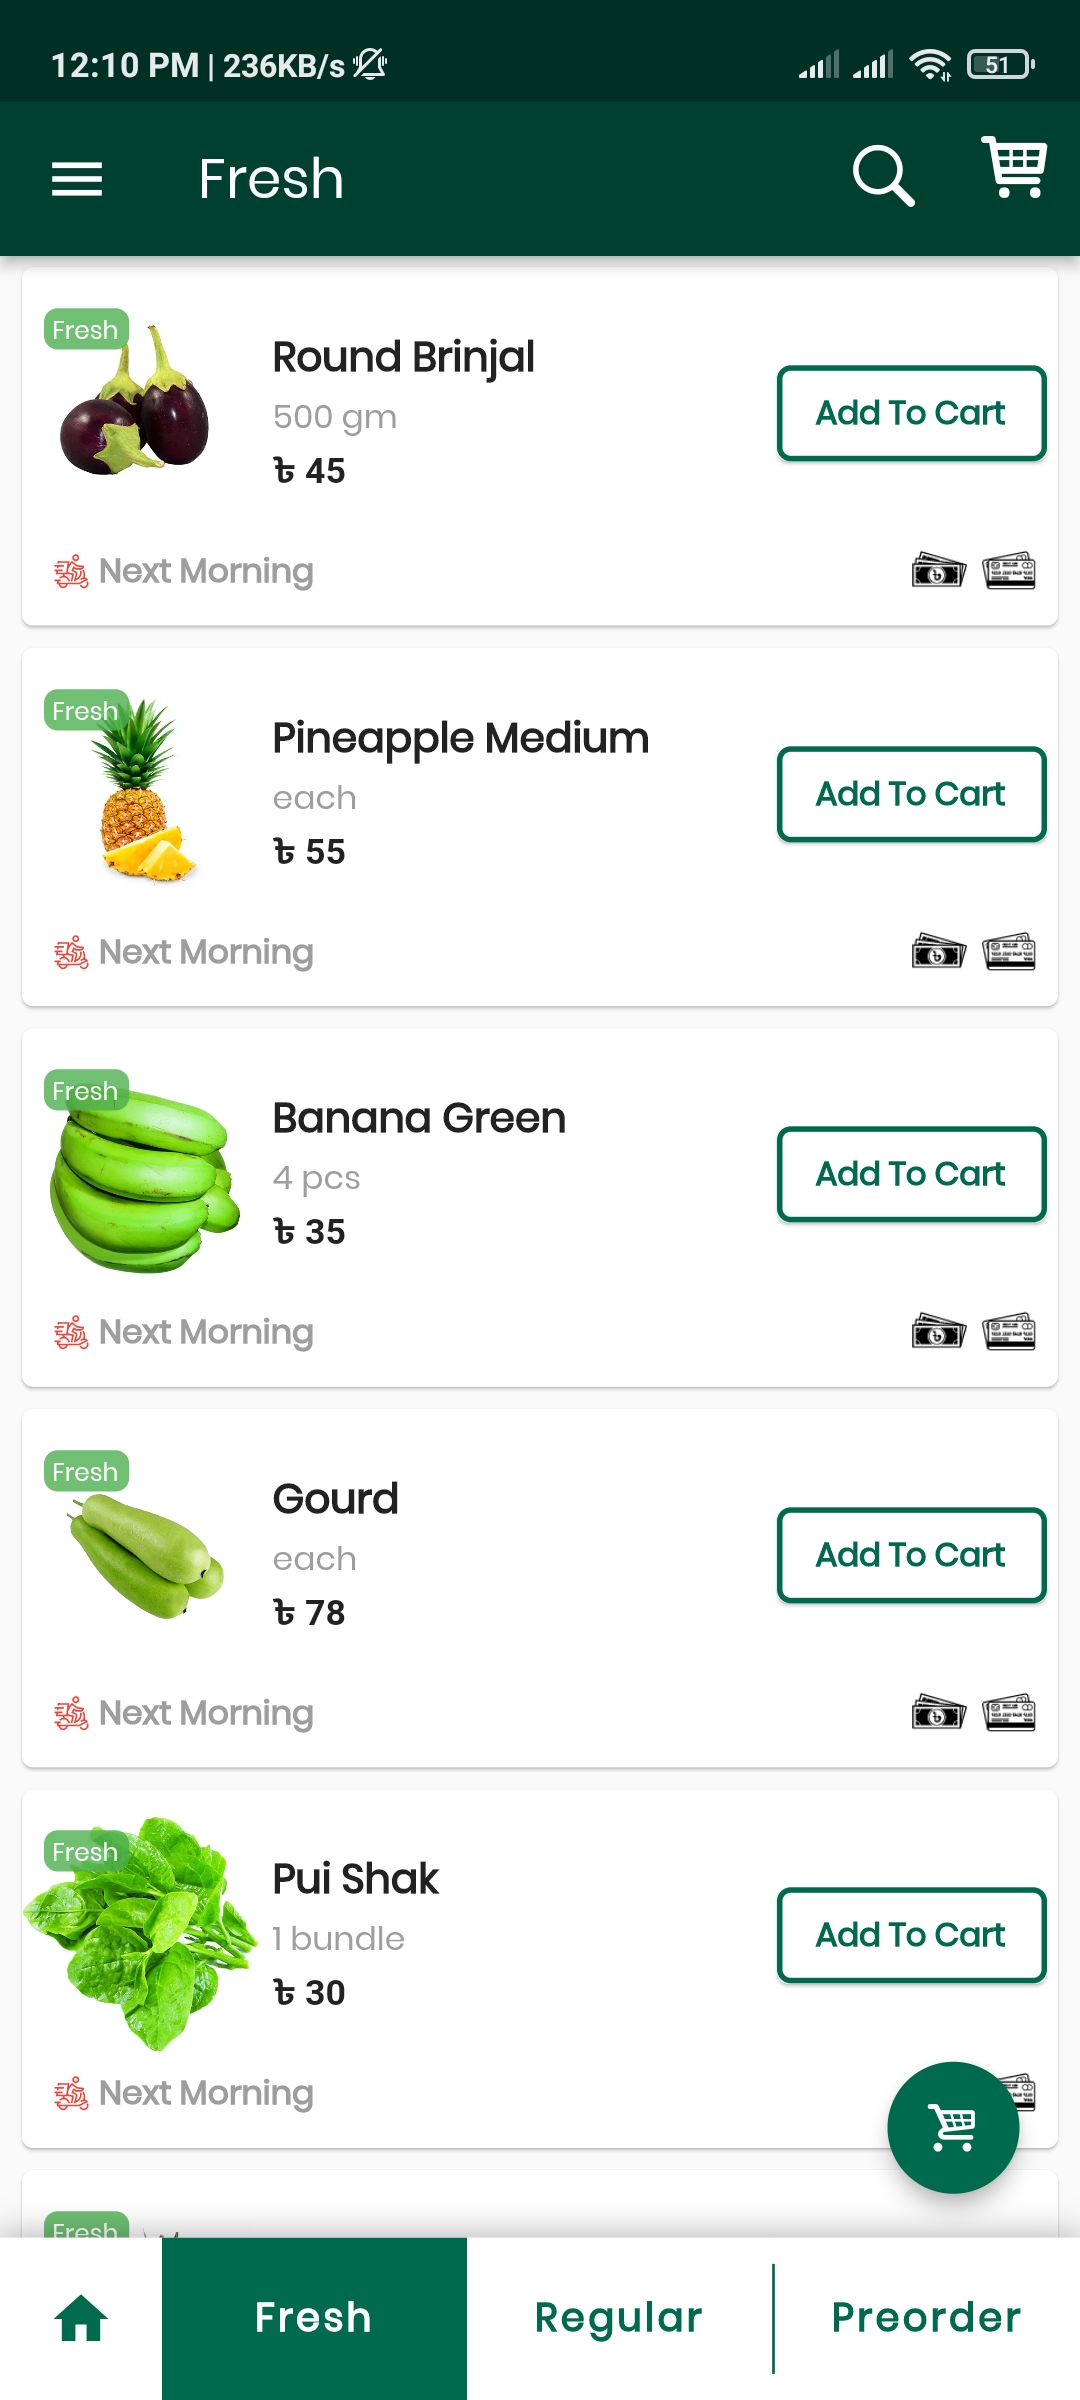 12:10 PM | 236KB/s
51
Fresh
Fresh
Round Brinjal
500 gm
৳ 45
Add To Cart
Next Morning
Fresh
Pineapple Medium
each
৳ 55
Add To Cart
Next Morning
Fresh
Banana Green
4 pcs
৳ 35
Add To Cart
Next Morning
Fresh
Gourd
each
৳ 78
Add To Cart
Next Morning
Fresh
Pui Shak
1 bundle
৳ 30
Add To Cart
Next Morning
Fresh
Fresh
Regular
Preorder